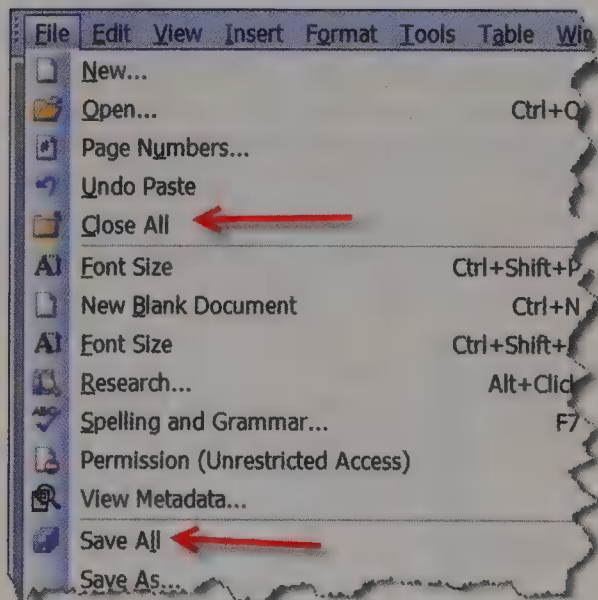 File Edit View Insert Format Tools Table
New...
Open... Ctrl+O
Page Numbers...
Undo Paste
Close All
Font Size Ctrl+Shift+P
New Blank Document Ctrl+N
Font Size Ctrl+Shift+
Research... Alt+Click
Spelling and Grammar... F7
Permission (Unrestricted Access)
View Metadata...
Save All
Save As...